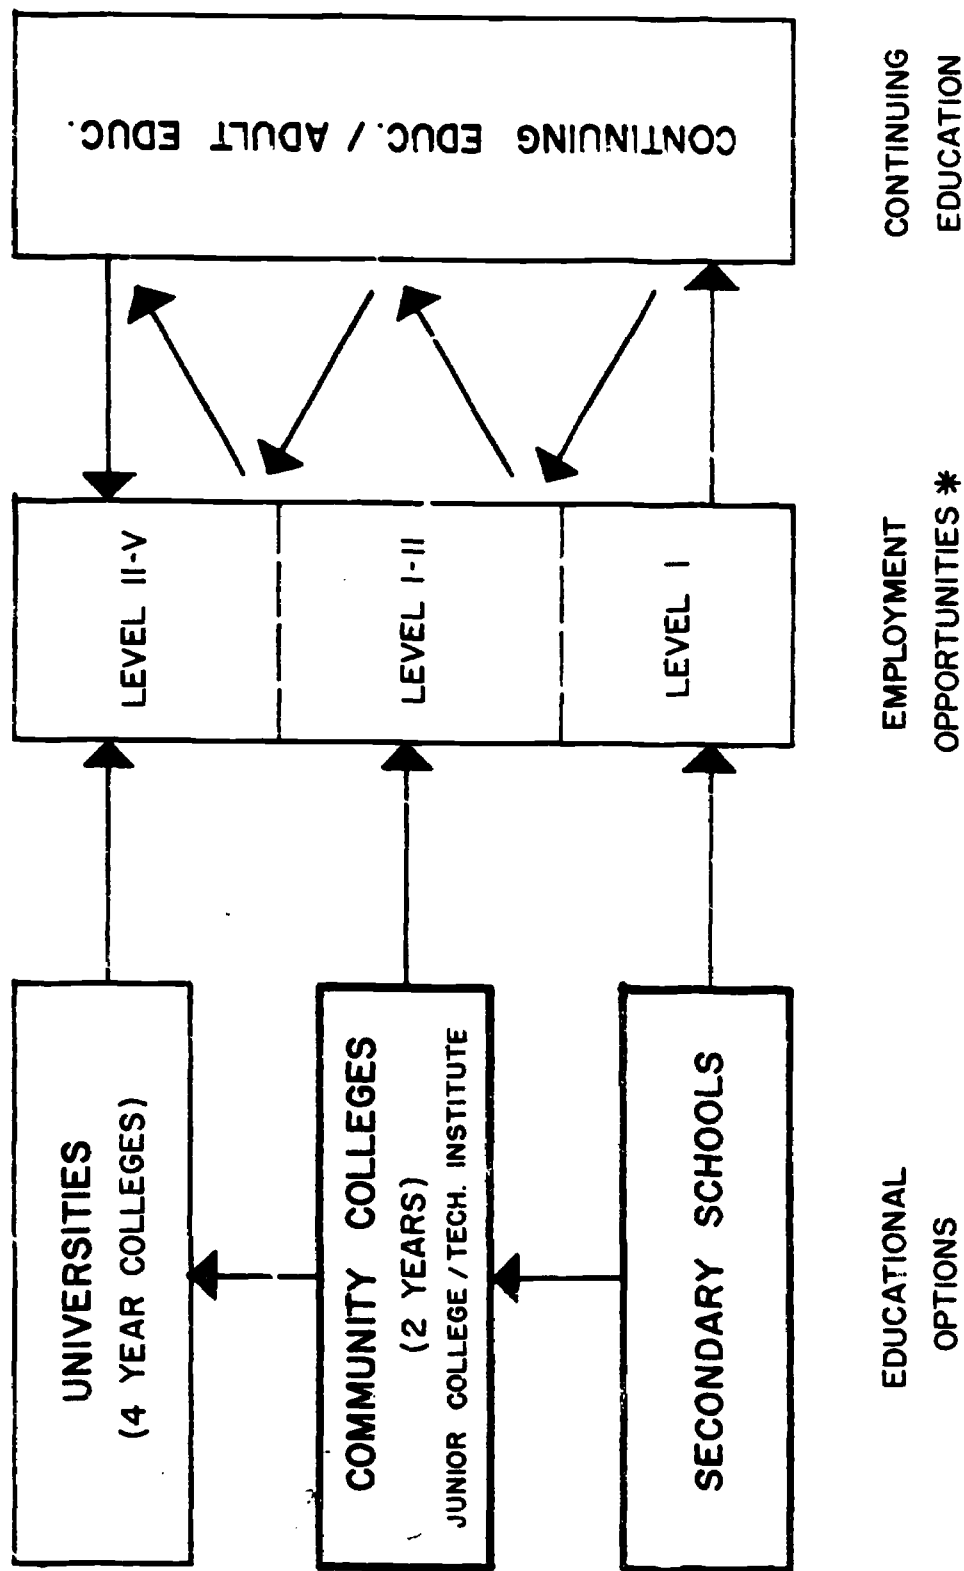 UNIVERSITIES
(4 YEAR COLLEGES)
COMMUNITY COLLEGES
(2 YEARS)
JUNIOR COLLEGE / TECH. INSTITUTE
SECONDARY SCHOOLS
EDUCATIONAL
OPTIONS
LEVEL II-V
LEVEL I-II
LEVEL I
EMPLOYMENT
OPPORTUNITIES *
CONTINUING EDUC. / ADULT EDUC.
CONTINUING
EDUCATION